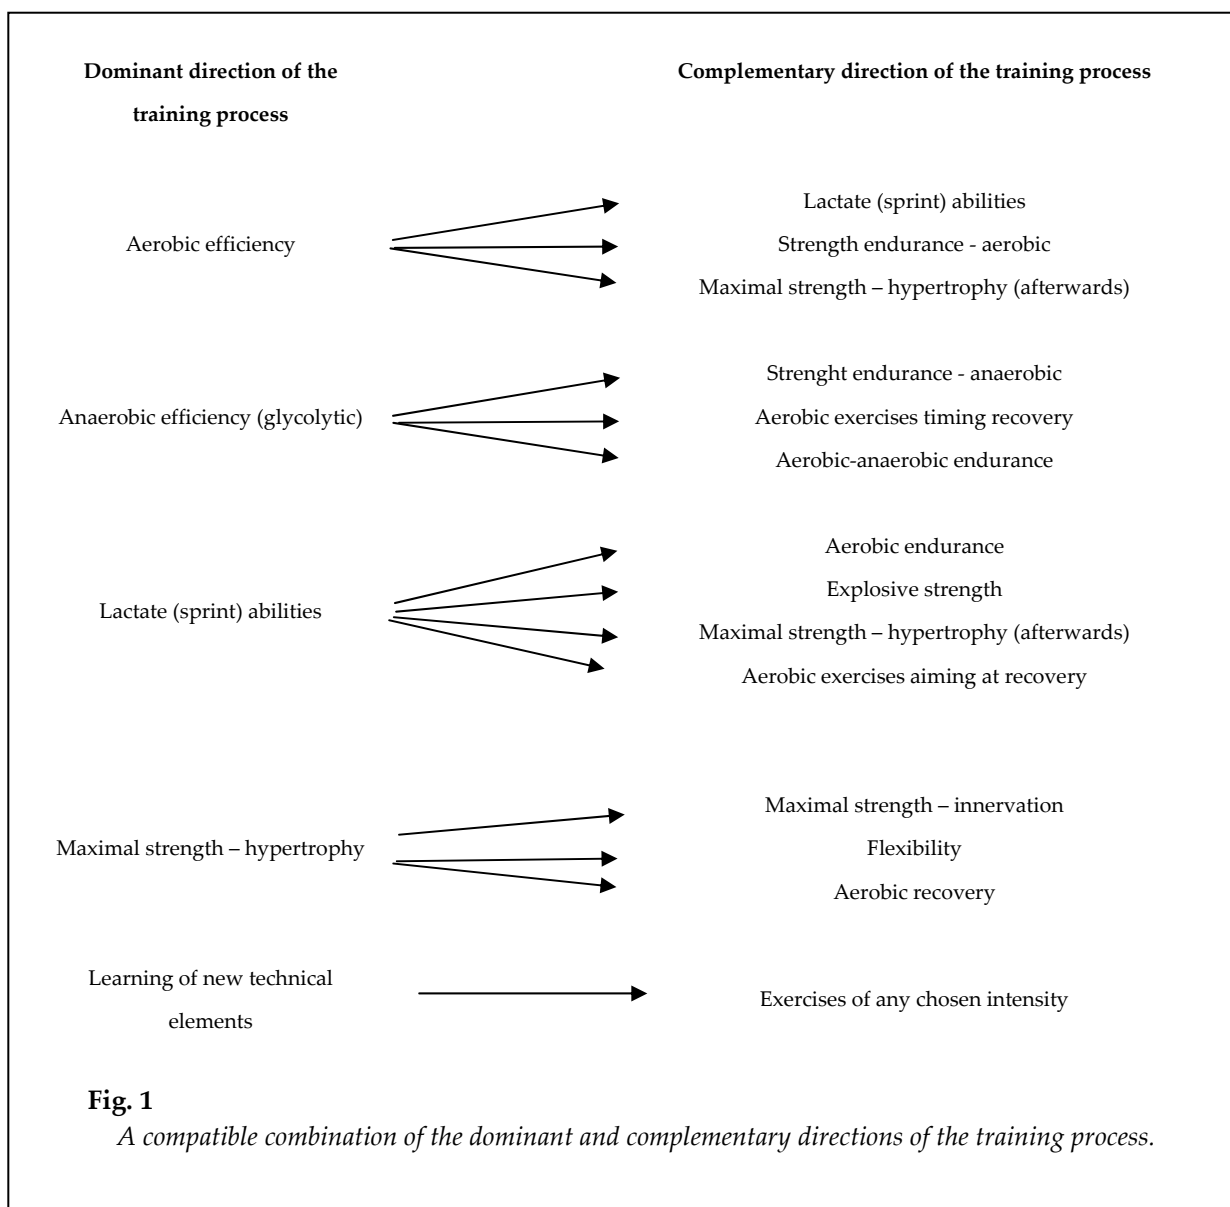 Dominant direction of the
training process
Complementary direction of the training process
Aerobic efficiency
Lactate (sprint) abilities
Strength endurance - aerobic
Maximal strength – hypertrophy (afterwards)
Anaerobic efficiency (glycolytic)
Strenght endurance - anaerobic
Aerobic exercises timing recovery
Aerobic-anaerobic endurance
Lactate (sprint) abilities
Aerobic endurance
Explosive strength
Maximal strength – hypertrophy (afterwards)
Aerobic exercises aiming at recovery
Maximal strength – hypertrophy
Maximal strength – innervation
Flexibility
Aerobic recovery
Learning of new technical
elements
Exercises of any chosen intensity
Fig. 1
A compatible combination of the dominant and complementary directions of the training process.